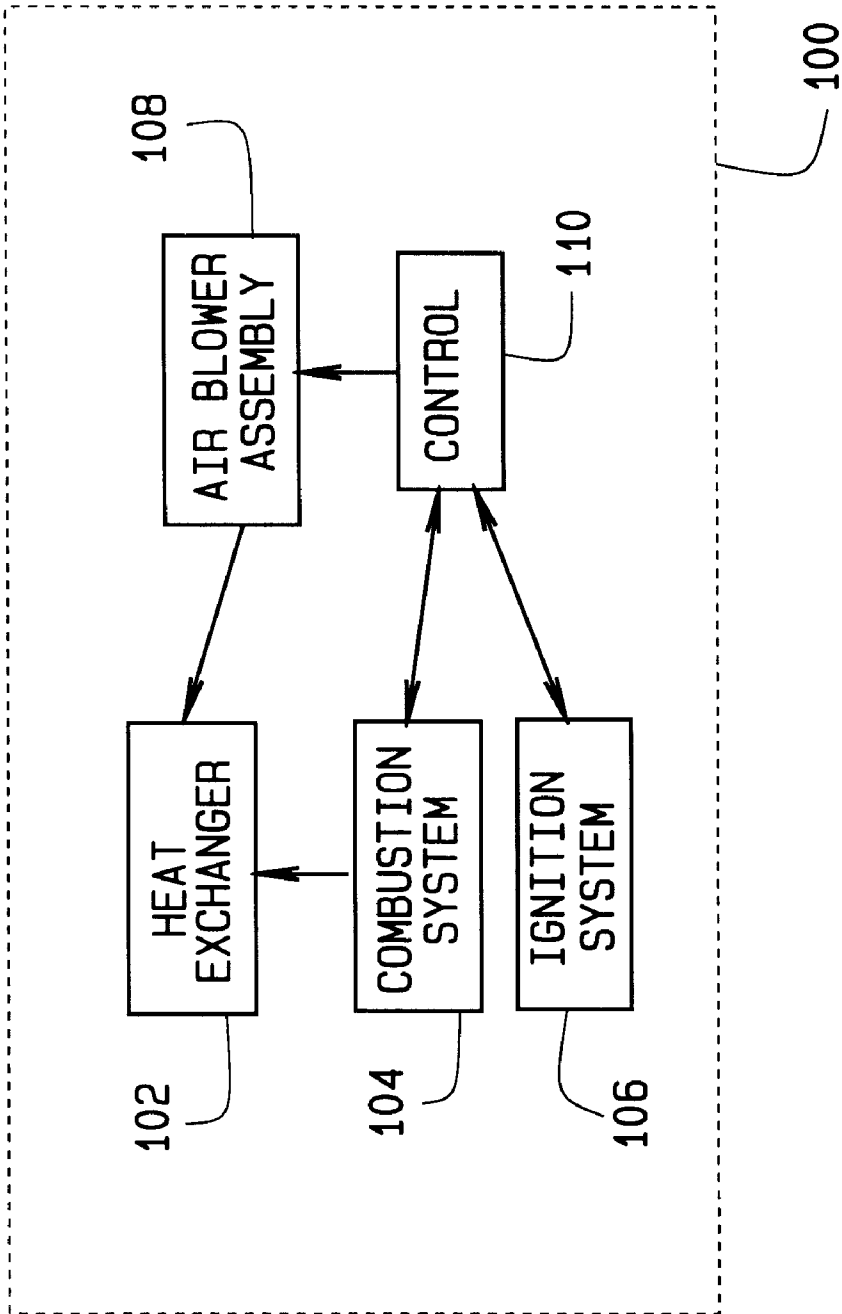 102
HEAT
EXCHANGER
AIR BLOWER
ASSEMBLY
108
104
COMBUSTION
SYSTEM
CONTROL
110
106
IGNITION
SYSTEM
100